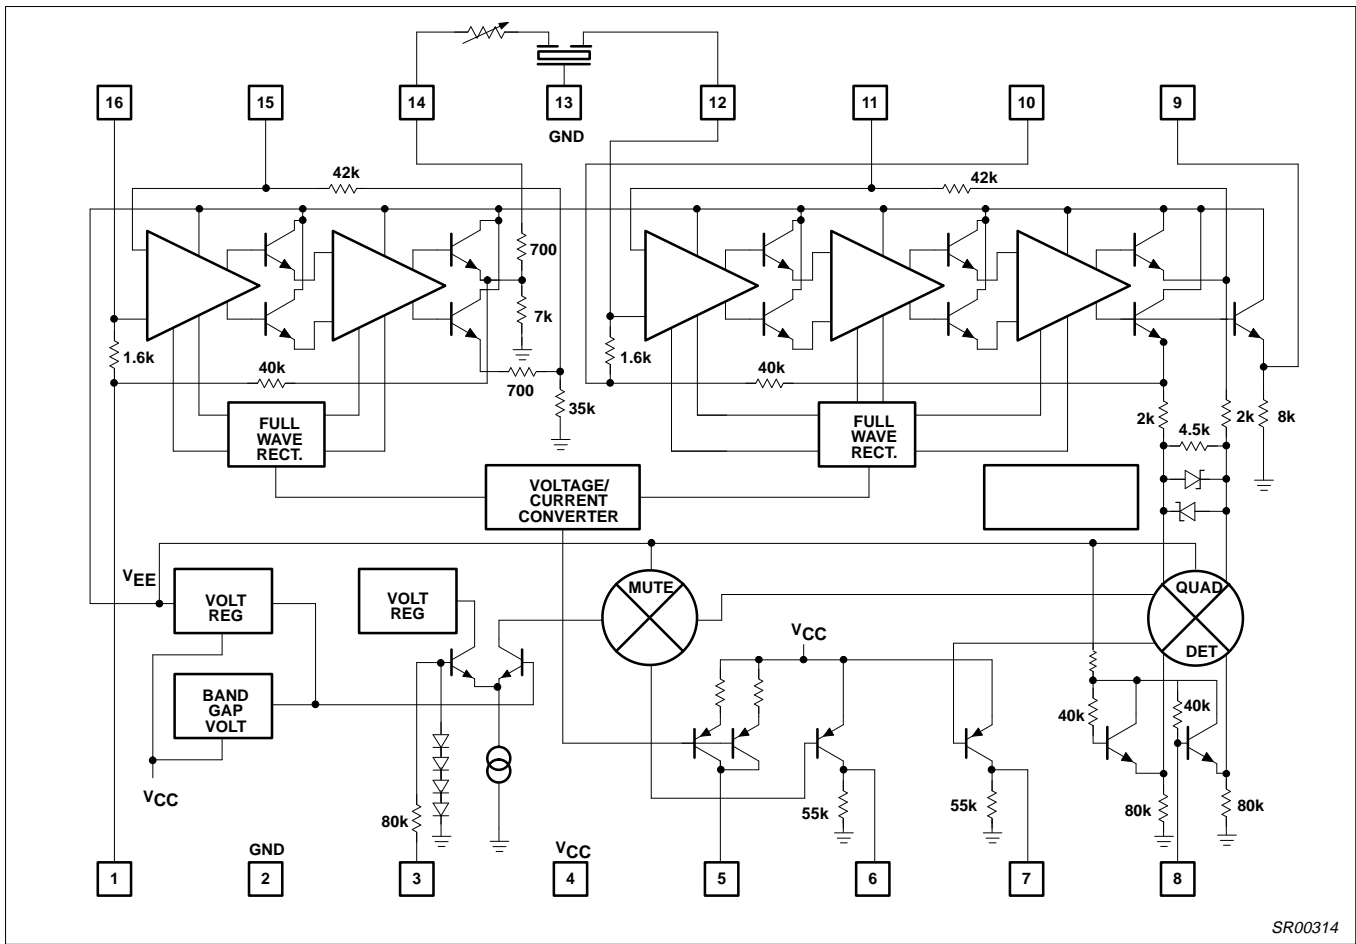 16
15
14
13
12
11
10
9
GND
42k
42k
700
7k
1.6k
40k
700
35k
1.6k
40k
2k
2k
8k
4.5k
FULL
WAVE
RECT.
FULL
WAVE
RECT.
VOLTAGE/
CURRENT
CONVERTER
VEE
VOLT
REG
VOLT
REG
MUTE
QUAD
DET
VCC
BAND
GAP
VOLT
VCC
40k
40k
80k
55k
55k
80k
80k
GND
VCC
1
2
3
4
5
6
7
8
SR00314